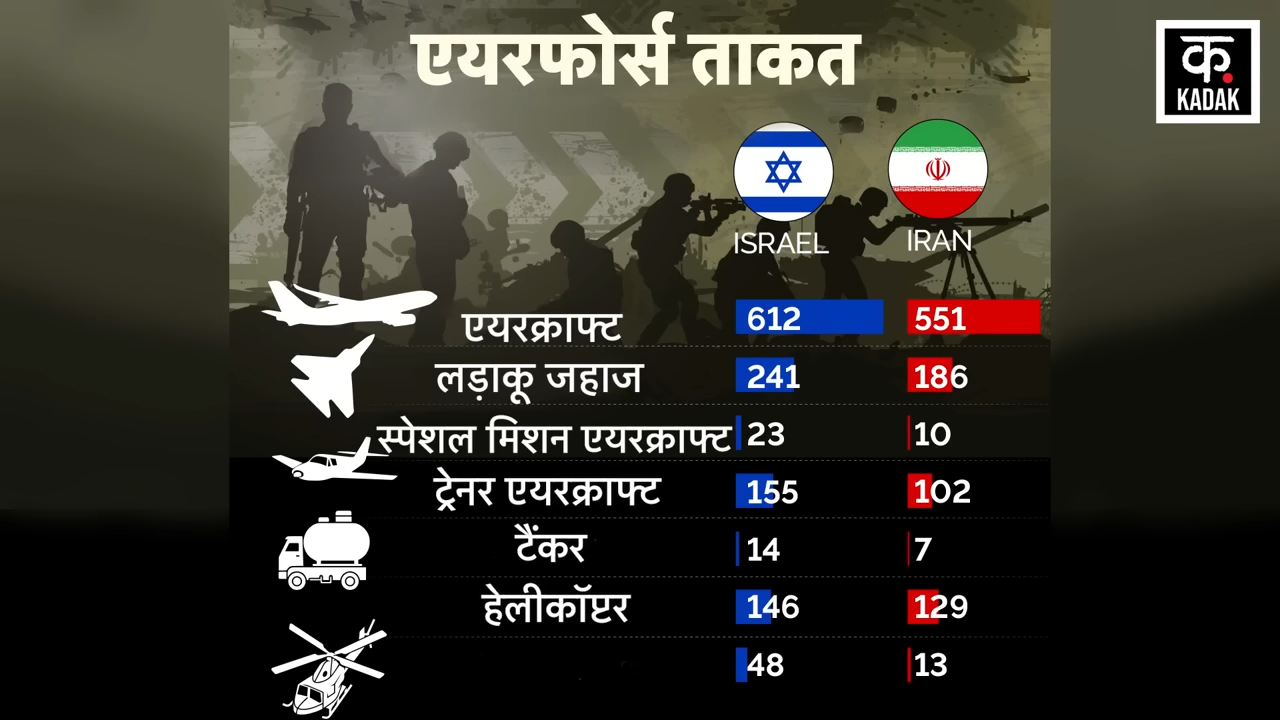 एयरफोर्स ताकत
क.
KADAK
ISRAEL
IRAN
एयरक्राफ्ट 612 551
लड़ाकू जहाज 241 186
स्पेशल मिशन एयरक्राफ्ट 23 10
ट्रेनर एयरक्राफ्ट 155 102
टैंकर 14 7
हेलीकॉप्टर 146 129
48 13